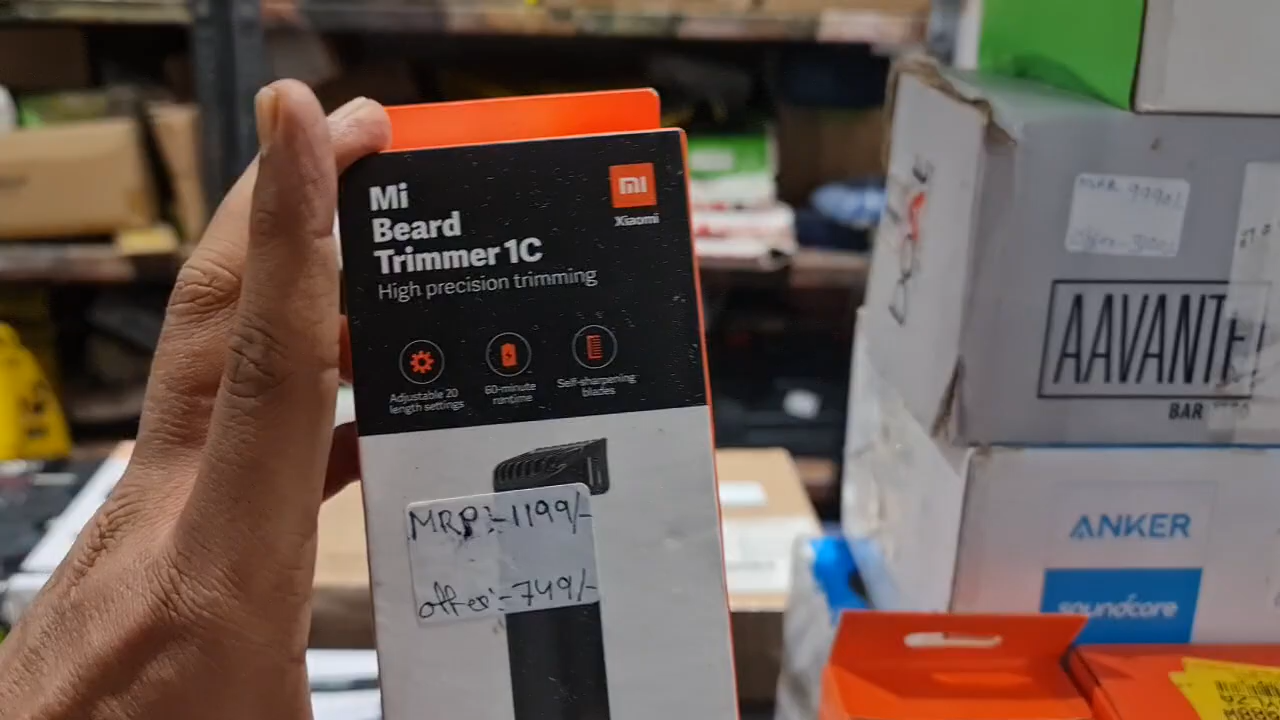 Mi
Beard
Trimmer 1C
High precision trimming
mi
Xiaomi
Adjustable 20
length settings
60-minute
runtime
Self-sharpening
blades
MRP:-1199/-
offer:-749/-
AAVANTE
BAR
ANKER
soundcore